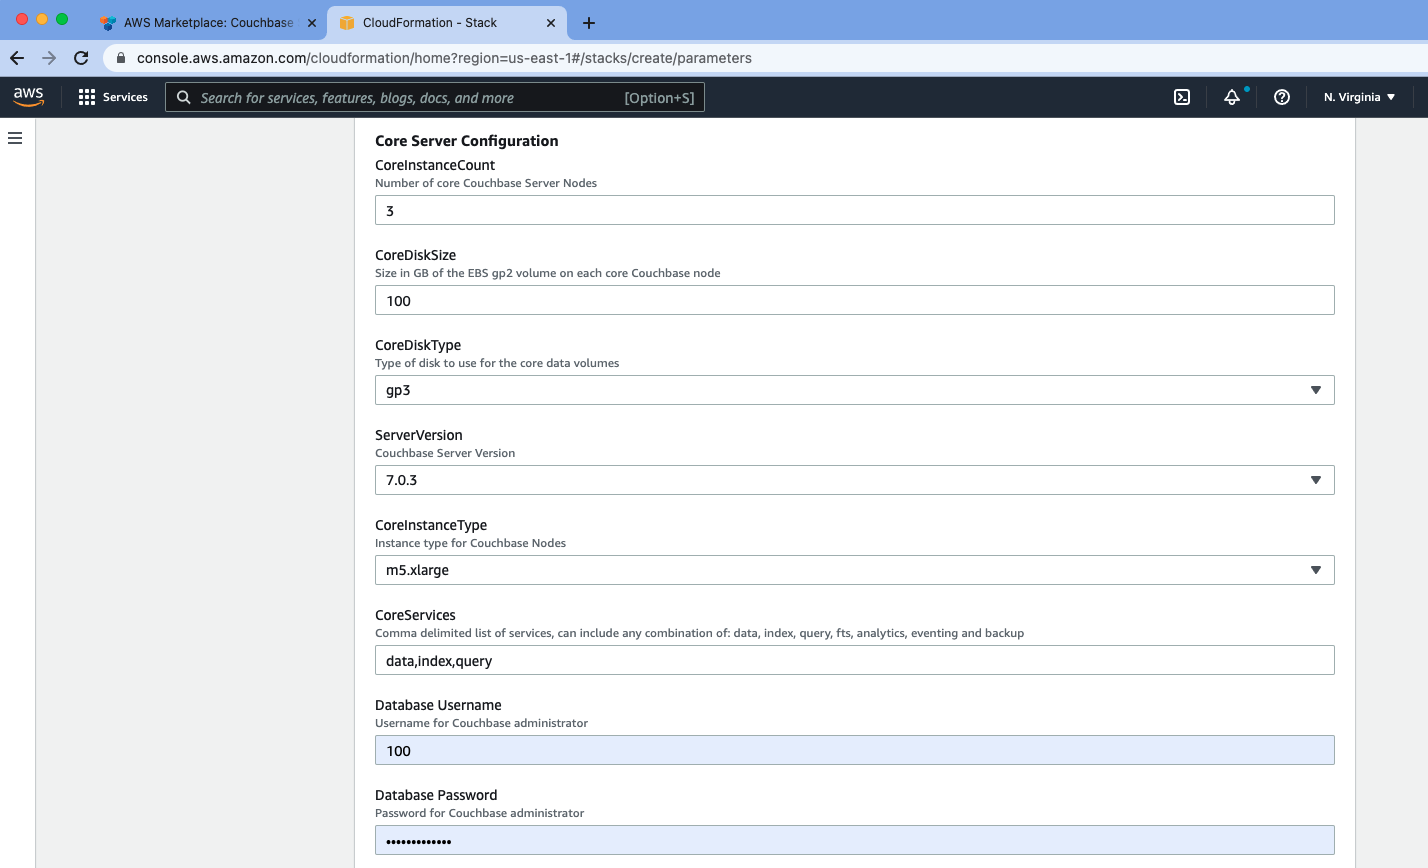 AWS Marketplace: Couchbase
CloudFormation - Stack
console.aws.amazon.com/cloudformation/home?region=us-east-1#/stacks/create/parameters
aws
Services
Search for services, features, blogs, docs, and more
[Option+S]
N. Virginia
Core Server Configuration
CoreInstanceCount
Number of core Couchbase Server Nodes
3
CoreDiskSize
Size in GB of the EBS gp2 volume on each core Couchbase node
100
CoreDiskType
Type of disk to use for the core data volumes
gp3
ServerVersion
Couchbase Server Version
7.0.3
CoreInstanceType
Instance type for Couchbase Nodes
m5.xlarge
CoreServices
Comma delimited list of services, can include any combination of: data, index, query, fts, analytics, eventing and backup
data,index,query
Database Username
Username for Couchbase administrator
100
Database Password
Password for Couchbase administrator
•••••••••••••